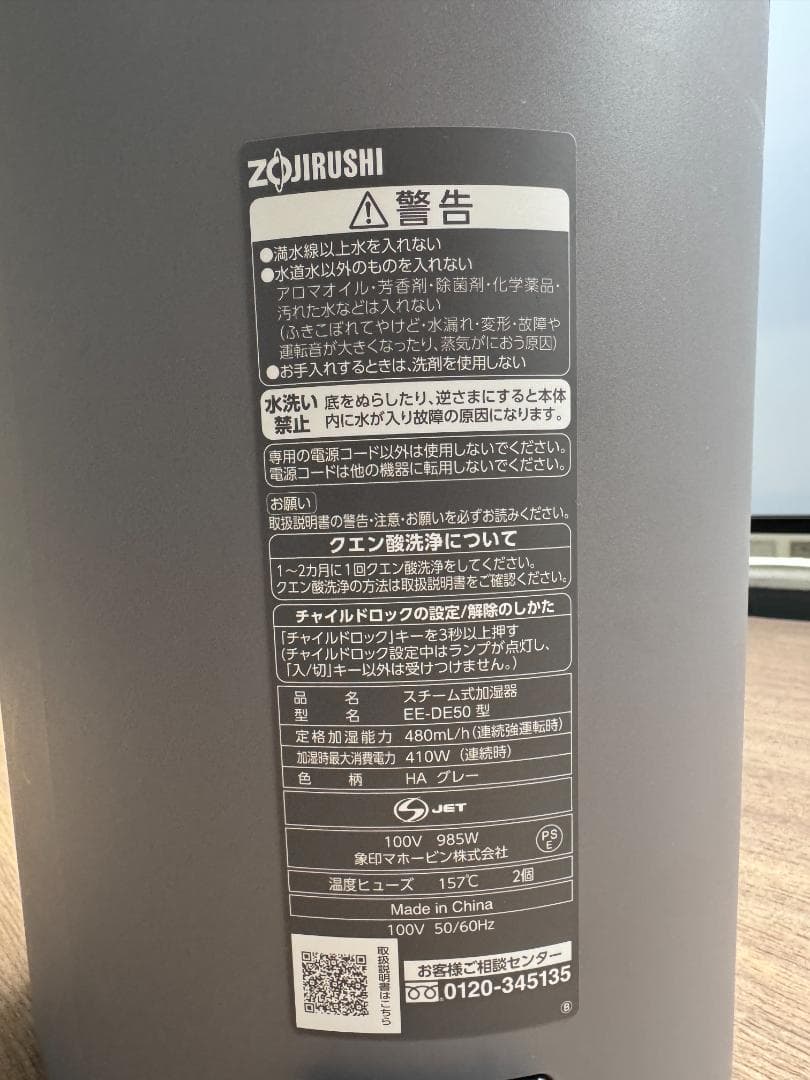 ZOJIRUSHI
警告
●満水線以上水を入れない
●水道水以外のものを入れない
アロマオイル・芳香剤・除菌剤・化学薬品・
汚れた水などは入れない
(ふきこぼれてやけど・水漏れ・変形・故障や
運転音が大きくなったり、蒸気がにおう原因)
●お手入れするときは、洗剤を使用しない
水洗い禁止
底をぬらしたり、逆さまにすると本体
内に水が入り故障の原因になります。
専用の電源コード以外は使用しないでください。
電源コードは他の機器に転用しないでください。
お願い
取扱説明書の警告・注意・お願いを必ずお読みください。
クエン酸洗浄について
1〜2カ月に1回クエン酸洗浄をしてください。
クエン酸洗浄の方法は取扱説明書をご確認ください。
チャイルドロックの設定/解除のしかた
「チャイルドロック」キーを3秒以上押す
(チャイルドロック設定中はランプが点灯し、
「入/切」キー以外は受けつけません。)
品名 スチーム式加湿器
型名 EE-DE50 型
定格加湿能力 480mL/h(連続強運転時)
加湿時最大消費電力 410W (連続時)
色柄 HA グレー
JET
100V 985W
象印マホービン株式会社
PSE
温度ヒューズ 157℃ 2個
Made in China
100V 50/60Hz
取扱説明書はこちら
お客様ご相談センター
0120-345135
B